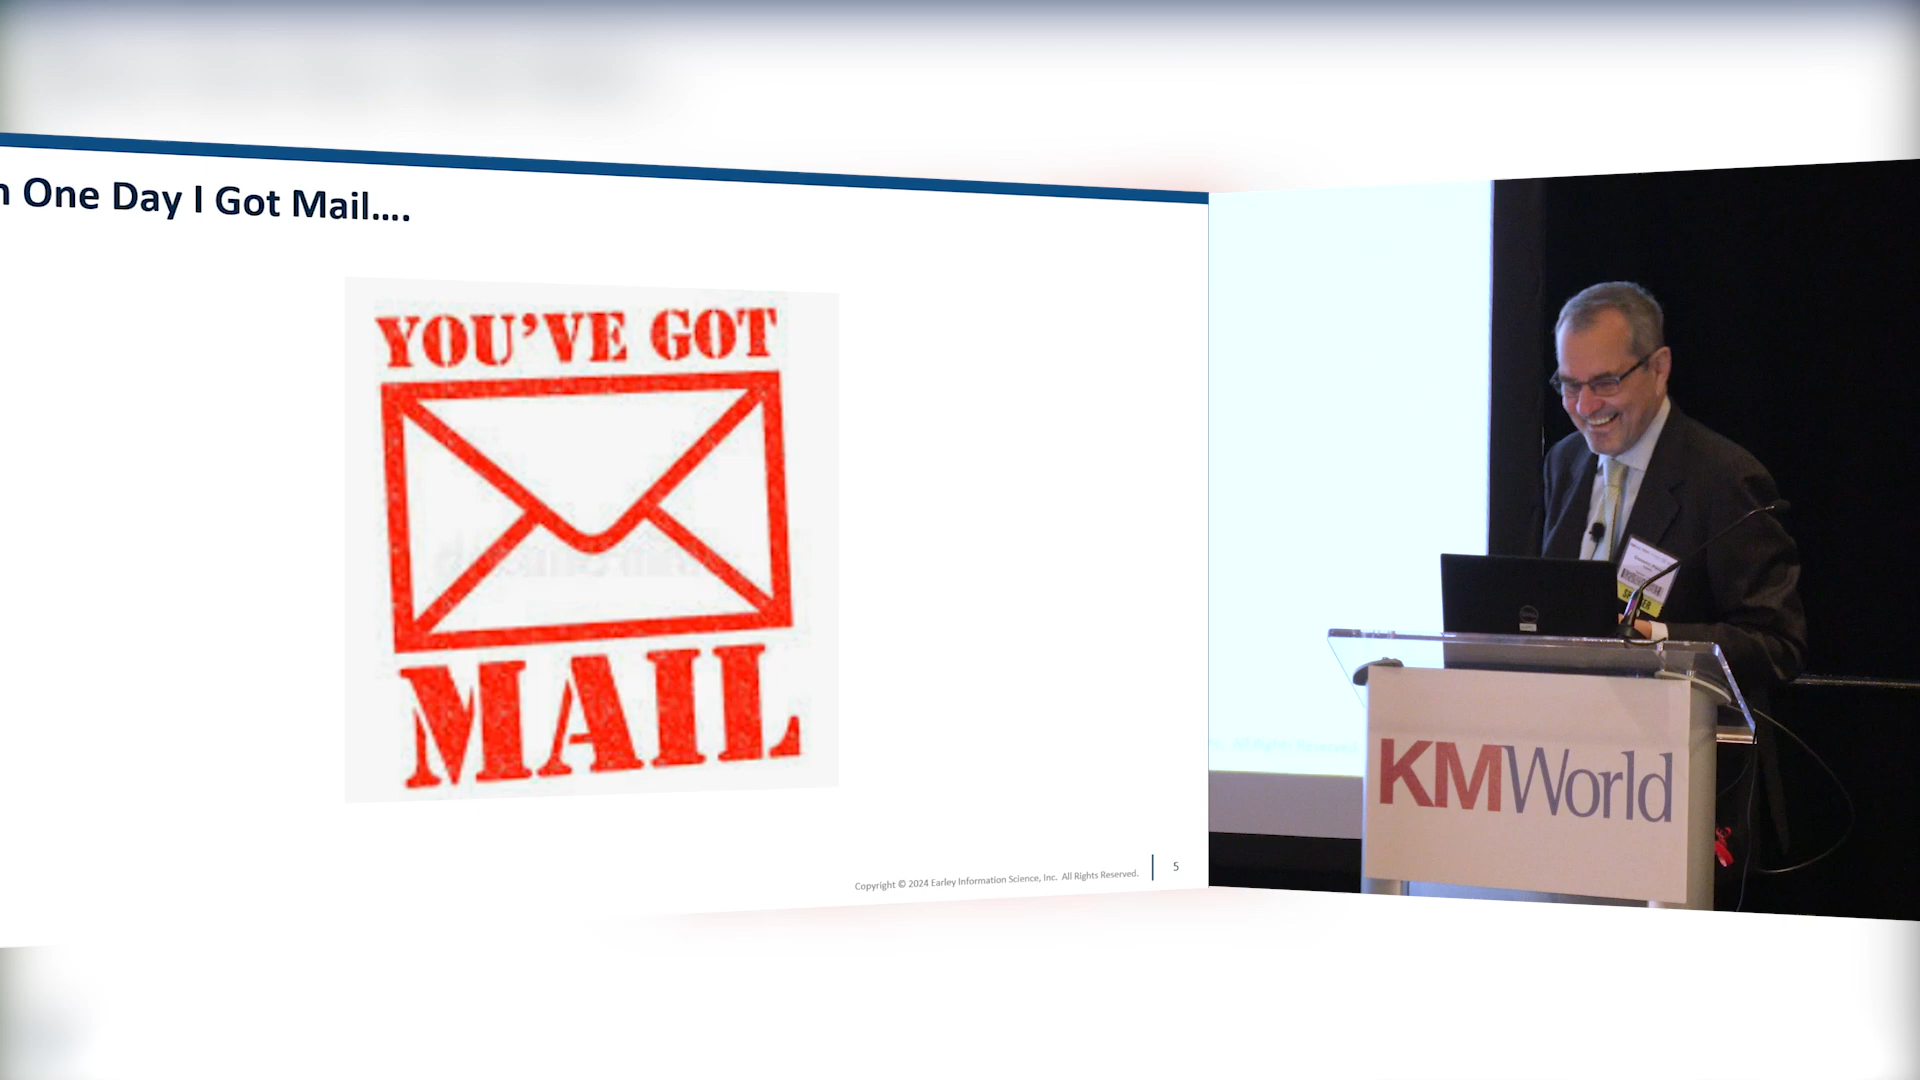 One Day I Got Mail....
YOU'VE GOT
MAIL
Copyright © 2024 Earley Information Science, Inc. All Rights Reserved.
5
KMWorld